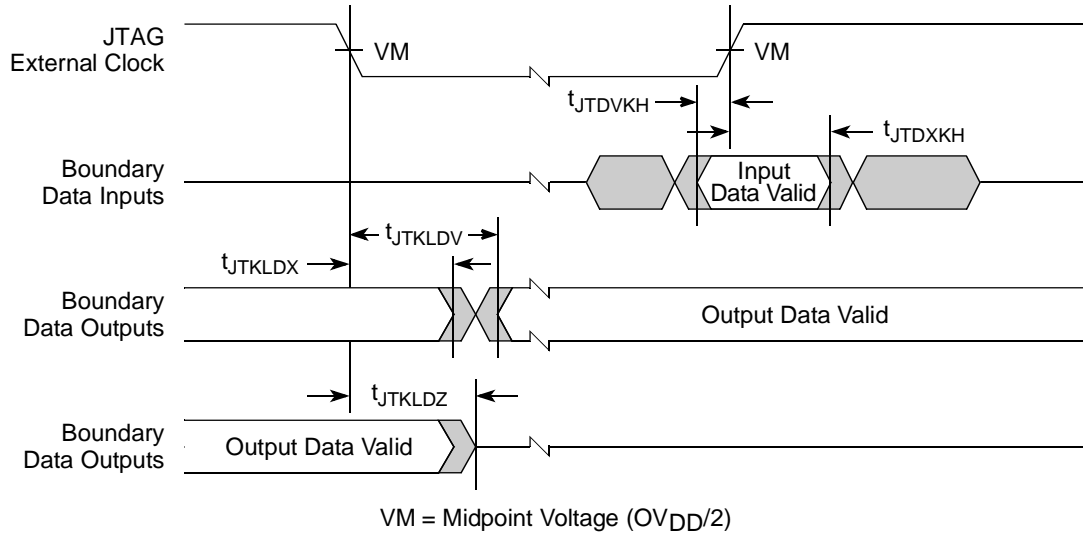 JTAG
External Clock
VM
VM
tJTDVKH
tJTDXKH
Boundary
Data Inputs
Input
Data Valid
tJTKLDV
tJTKLDX
Boundary
Data Outputs
Output Data Valid
tJTKLDZ
Boundary
Data Outputs
Output Data Valid
VM = Midpoint Voltage (OVDD/2)